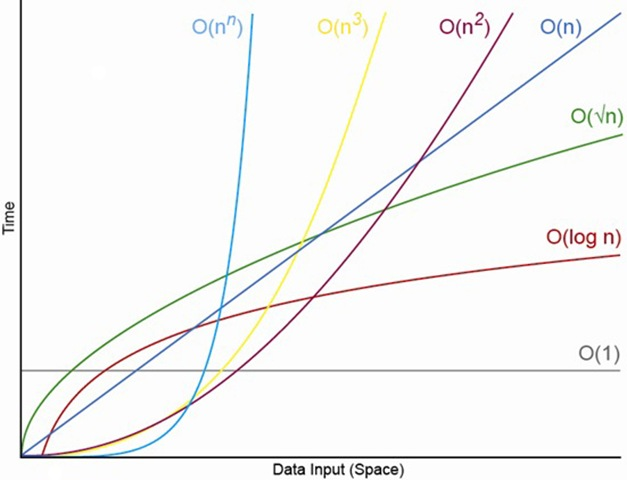 O(nⁿ)
O(n³)
O(n²)
O(n)
O(√n)
O(log n)
O(1)
Time
Data Input (Space)